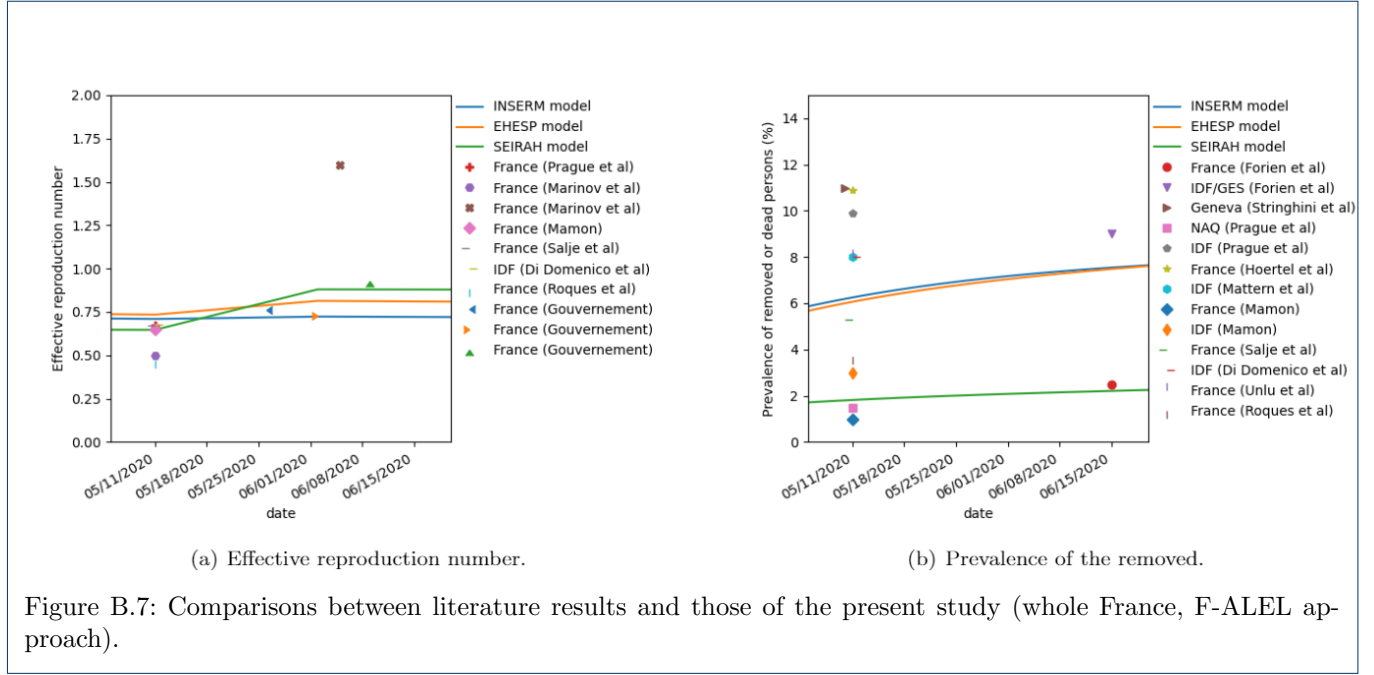 2.00
1.75
1.50
1.25
1.00
0.75
0.50
0.25
0.00
Effective reproduction number
05/11/2020
05/18/2020
05/25/2020
06/01/2020
06/08/2020
06/15/2020
date
INSERM model
EHESP model
SEIRAH model
France (Prague et al)
France (Marinov et al)
France (Marinov et al)
France (Mamon)
France (Salje et al)
IDF (Di Domenico et al)
France (Roques et al)
France (Gouvernement)
France (Gouvernement)
France (Gouvernement)
(a) Effective reproduction number.
14
12
10
8
6
4
2
0
Prevalence of removed or dead persons (%)
05/11/2020
05/18/2020
05/25/2020
06/01/2020
06/08/2020
06/15/2020
date
INSERM model
EHESP model
SEIRAH model
France (Forien et al)
IDF/GES (Forien et al)
Geneva (Stringhini et al)
NAQ (Prague et al)
IDF (Prague et al)
France (Hoertel et al)
IDF (Mattern et al)
France (Mamon)
IDF (Mamon)
France (Salje et al)
IDF (Di Domenico et al)
France (Unlu et al)
France (Roques et al)
(b) Prevalence of the removed.
Figure B.7: Comparisons between literature results and those of the present study (whole France, F-ALEL ap-
proach).